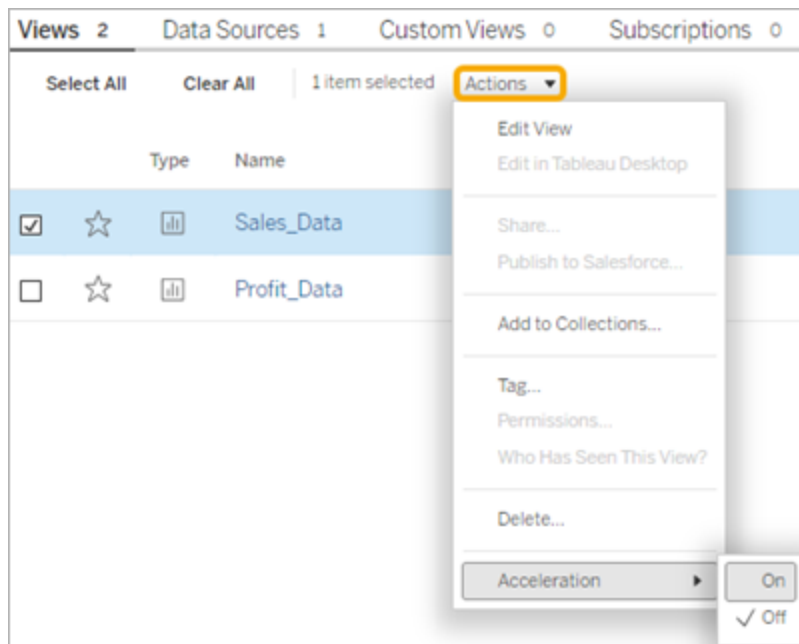 Views 2 Data Sources 1 Custom Views 0 Subscriptions 0
Select All Clear All 1 item selected Actions
Type Name
Sales_Data
Profit_Data
Edit View
Edit in Tableau Desktop
Share...
Publish to Salesforce...
Add to Collections...
Tag...
Permissions...
Who Has Seen This View?
Delete...
Acceleration
On
Off